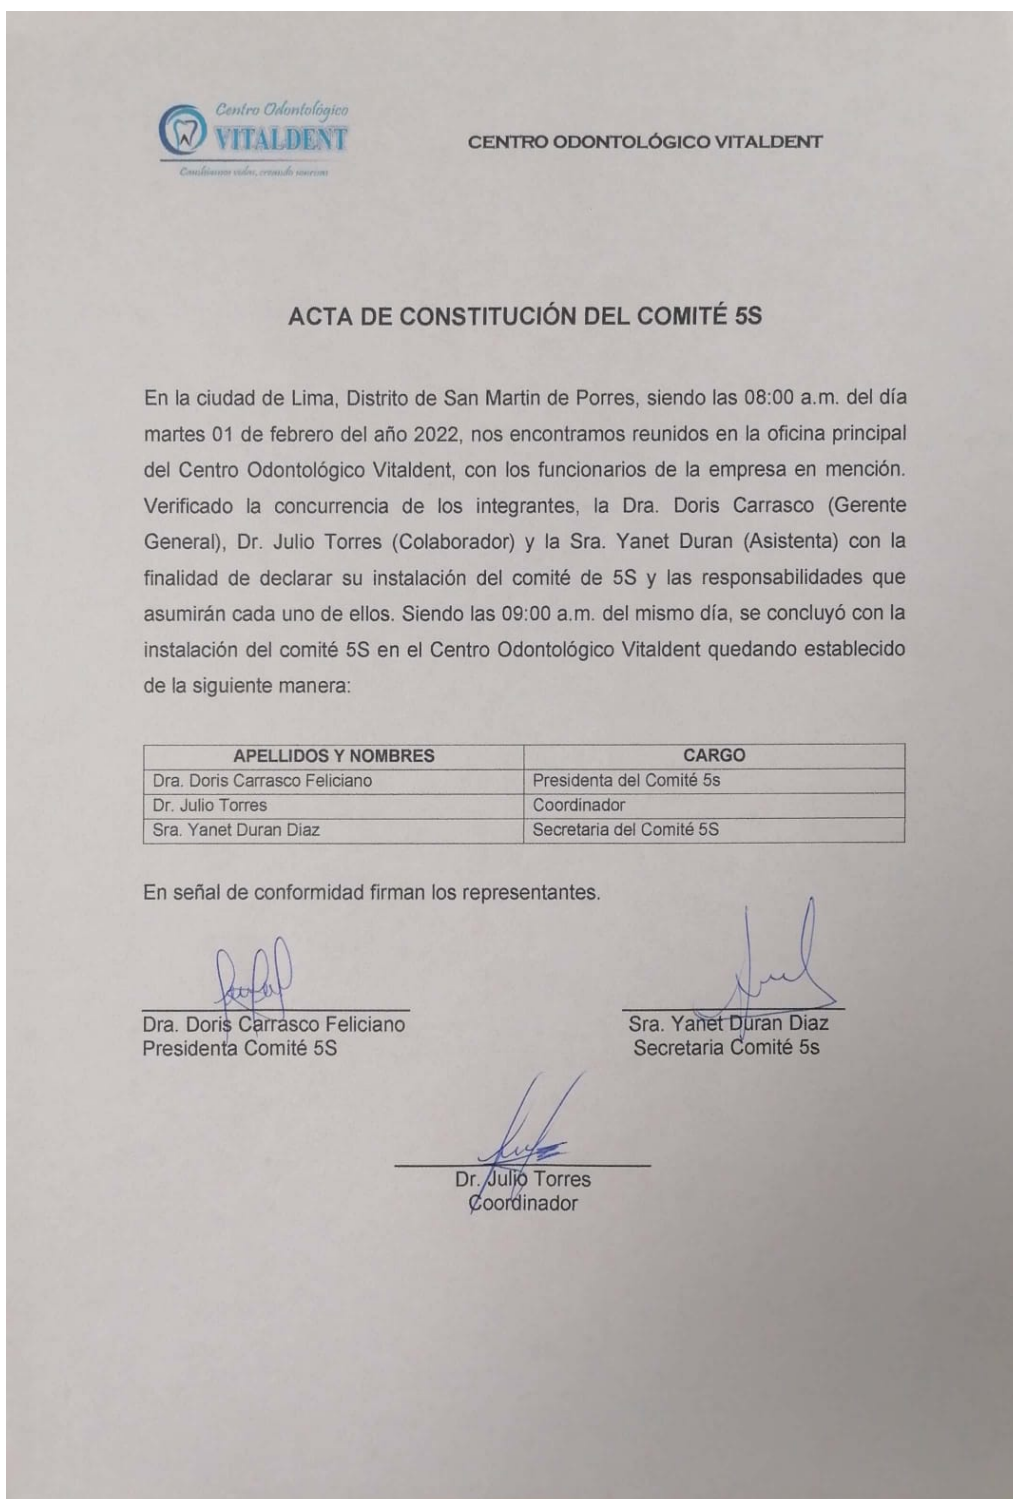 Centro Odontológico
VITALDENT
CENTRO ODONTOLÓGICO VITALDENT
ACTA DE CONSTITUCIÓN DEL COMITÉ 5S
En la ciudad de Lima, Distrito de San Martin de Porres, siendo las 08:00 a.m. del día
martes 01 de febrero del año 2022, nos encontramos reunidos en la oficina principal
del Centro Odontológico Vitaldent, con los funcionarios de la empresa en mención.
Verificado la concurrencia de los integrantes, la Dra. Doris Carrasco (Gerente
General), Dr. Julio Torres (Colaborador) y la Sra. Yanet Duran (Asistenta) con la
finalidad de declarar su instalación del comité de 5S y las responsabilidades que
asumirán cada uno de ellos. Siendo las 09:00 a.m. del mismo día, se concluyó con la
instalación del comité 5S en el Centro Odontológico Vitaldent quedando establecido
de la siguiente manera:
APELLIDOS Y NOMBRES CARGO
Dra. Doris Carrasco Feliciano Presidenta del Comité 5s
Dr. Julio Torres Coordinador
Sra. Yanet Duran Diaz Secretaria del Comité 5S
En señal de conformidad firman los representantes.
Dra. Doris Carrasco Feliciano
Presidenta Comité 5S
Sra. Yanet Duran Diaz
Secretaria Comité 5s
Dr. Julio Torres
Coordinador